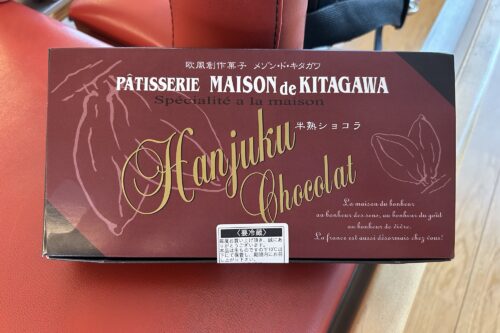 欧風創作菓子 メゾン・ド・キタガワ
PÂTISSERIE MAISON de KITAGAWA
Spécialité a la maison
Hanjuku
半熟ショコラ
Chocolat
La maison du bonheur
au bonheur des sens, au bonheur du goût
au bonheur de vivre.
La france est aussi désormais chez vous!
〈要冷蔵〉